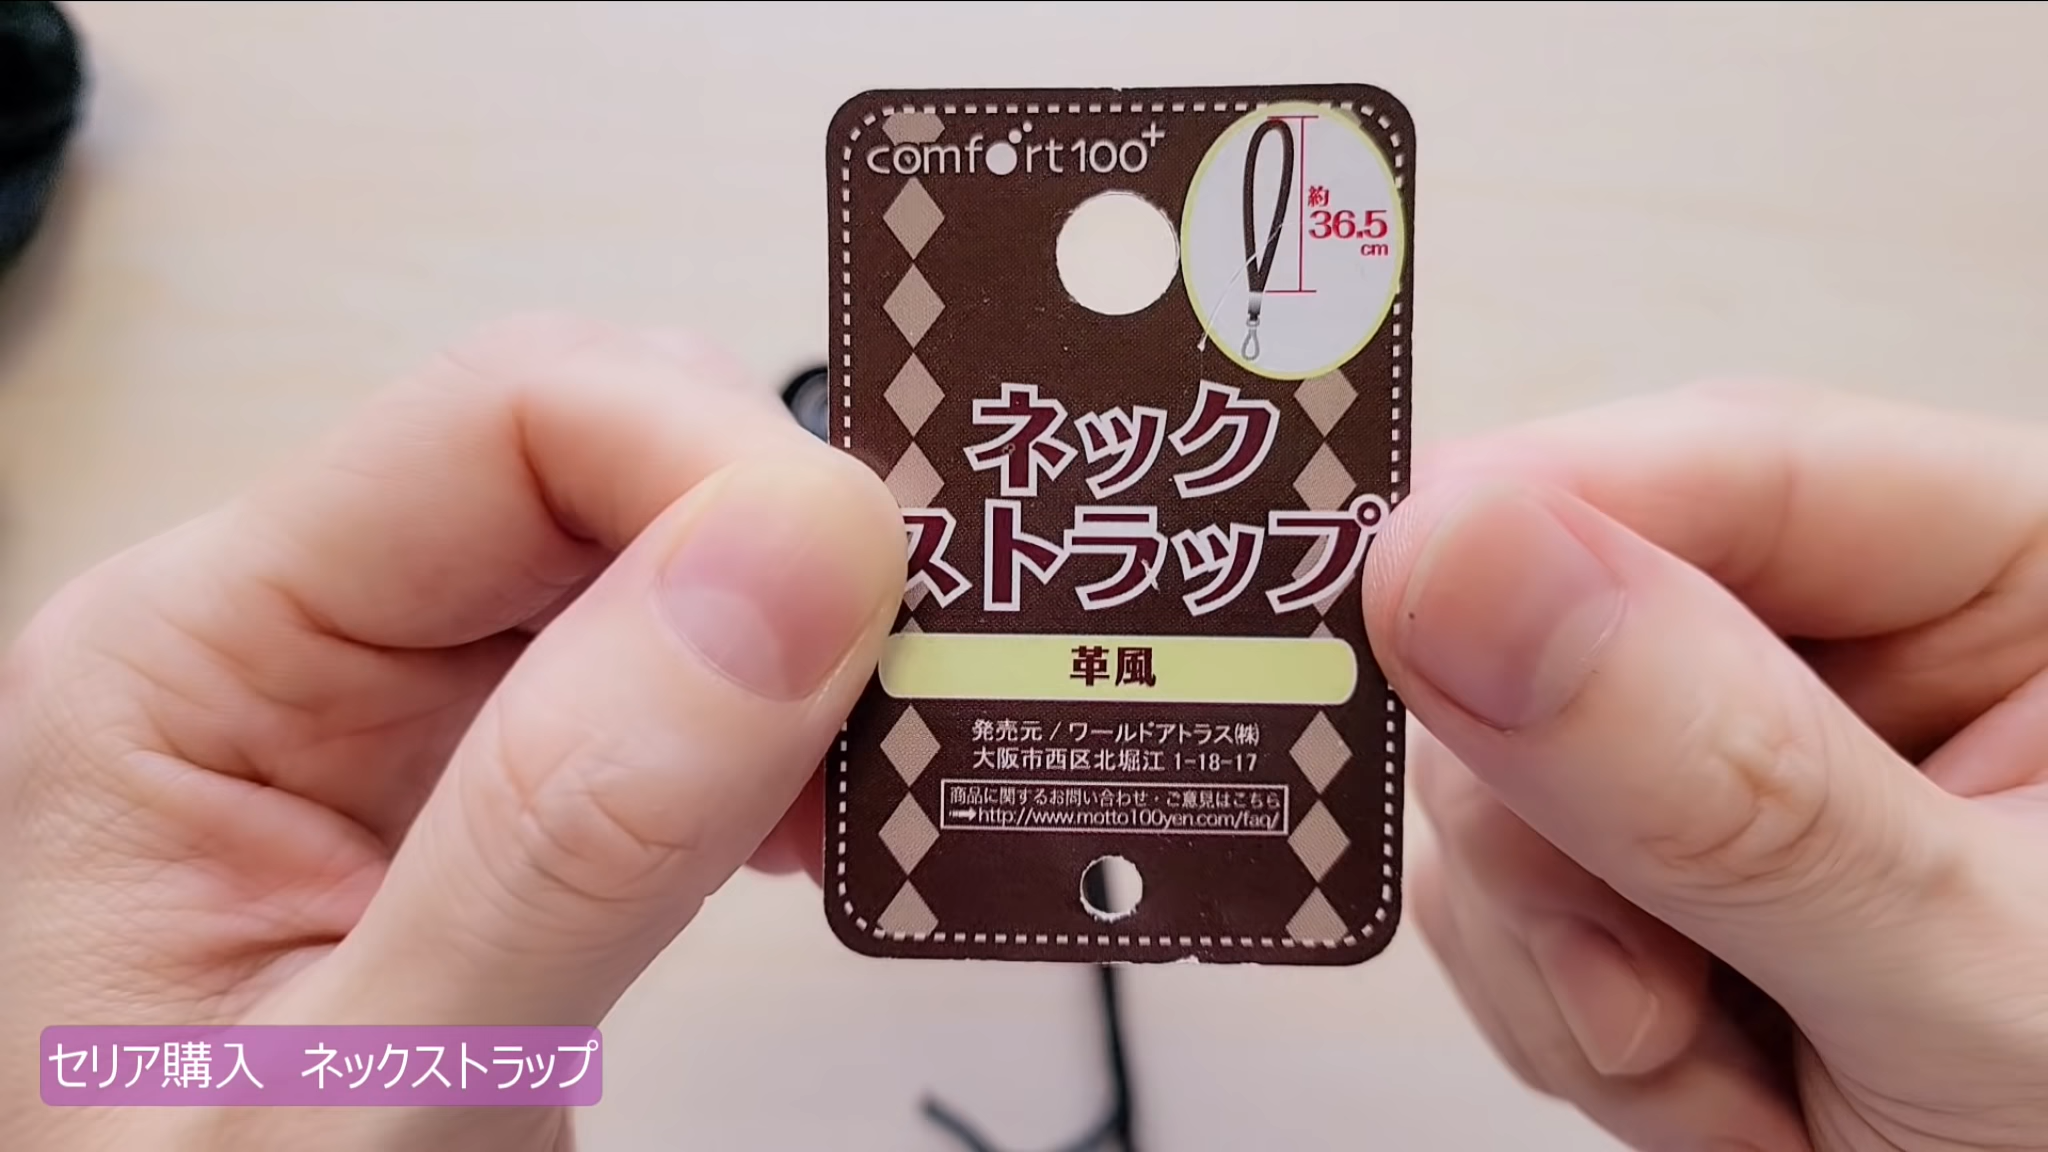 comfort100+
約
36.5
cm
ネック
ストラップ
革風
発売元 / ワールドアトラス㈱
大阪市西区北堀江 1-18-17
商品に関するお問い合わせ・ご意見はこちら
➡http://www.motto100yen.com/faq/
セリア購入　ネックストラップ